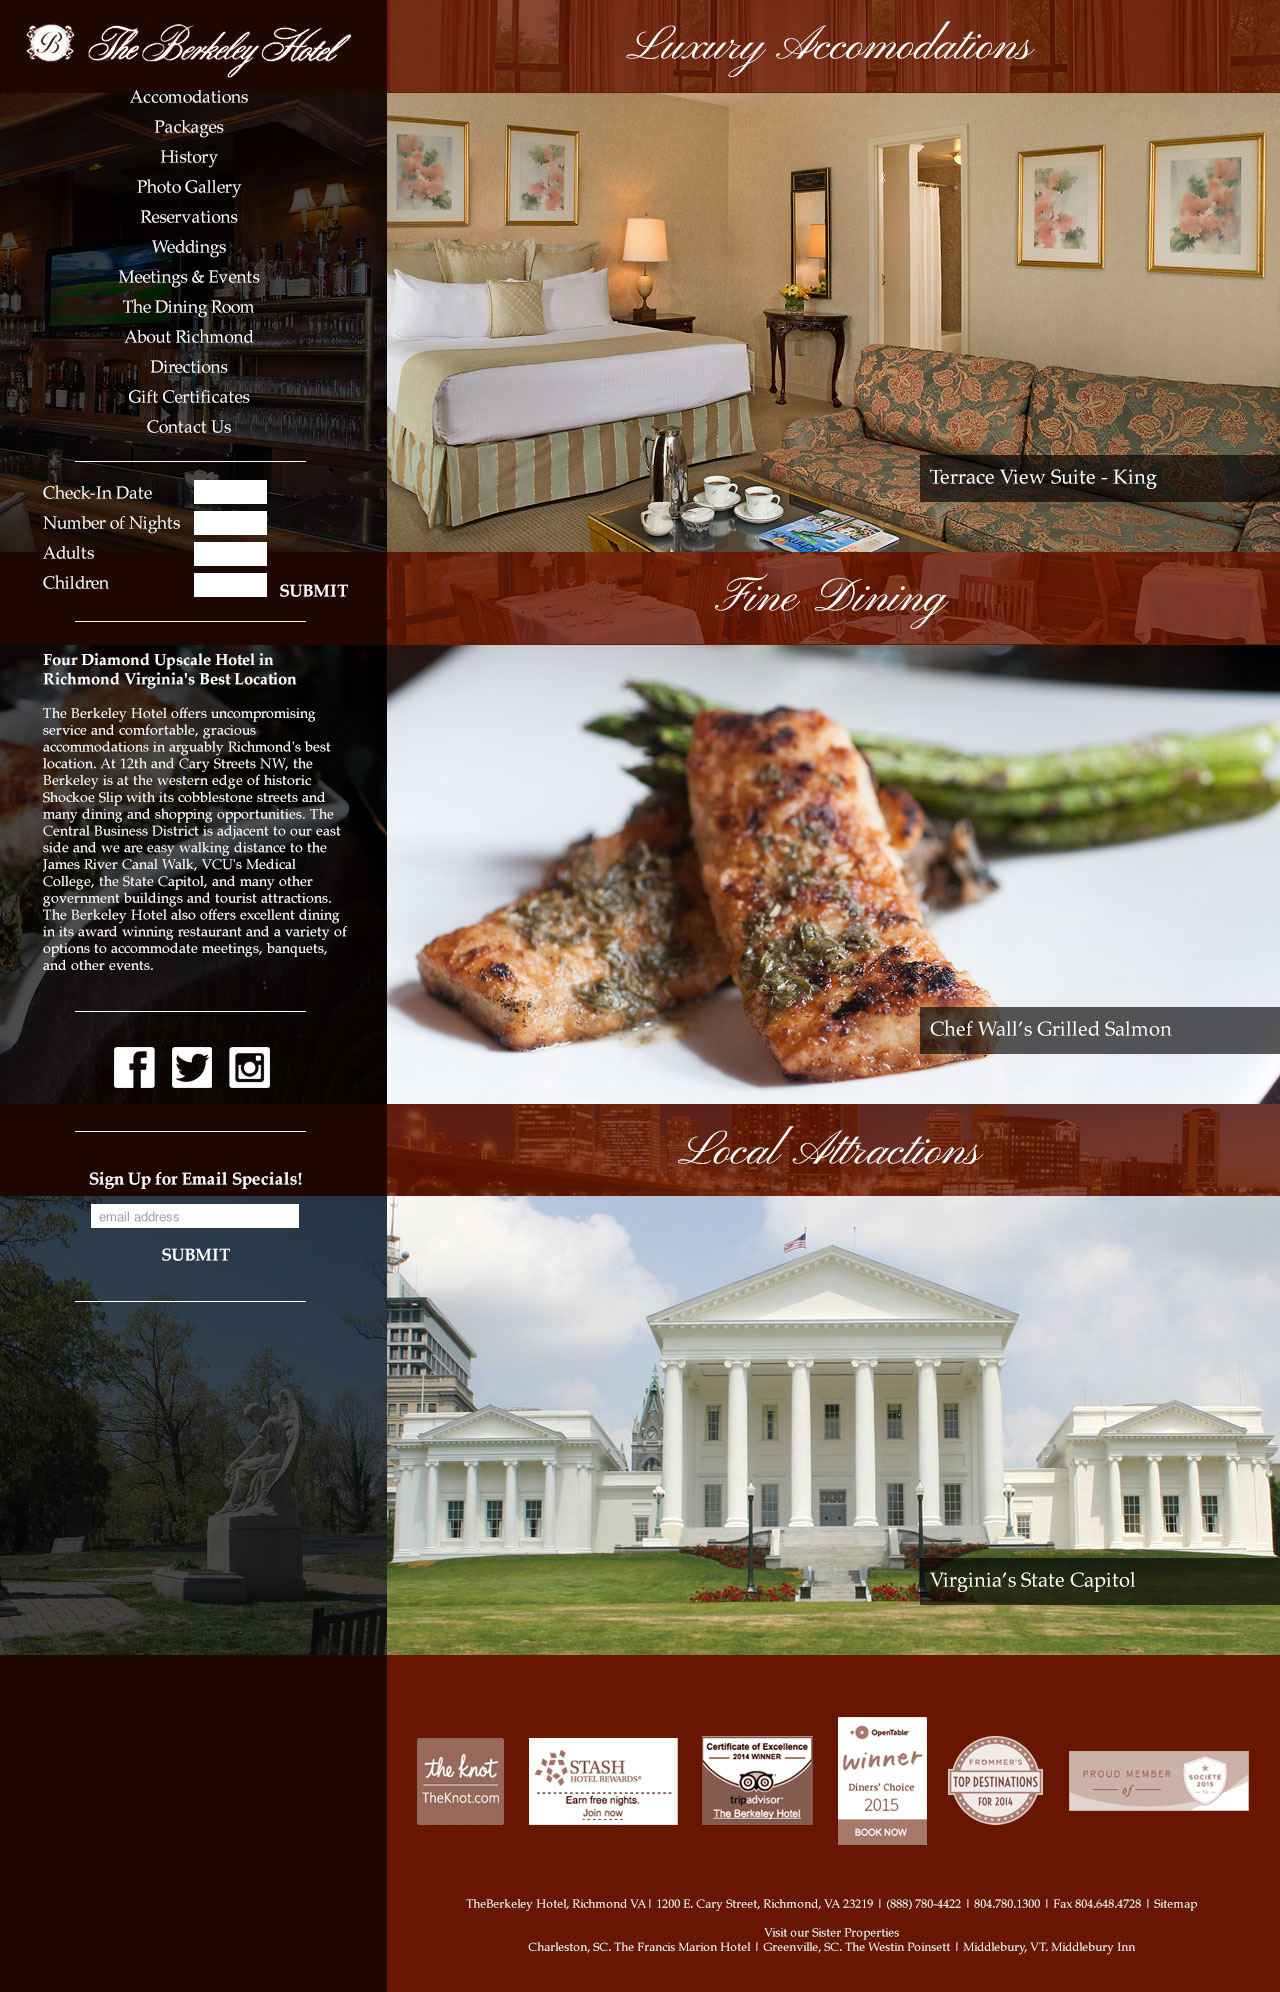 B The Berkeley Hotel
Accomodations
Packages
History
Photo Gallery
Reservations
Weddings
Meetings & Events
The Dining Room
About Richmond
Directions
Gift Certificates
Contact Us
Check-In Date
Number of Nights
Adults
Children
SUBMIT
Four Diamond Upscale Hotel in
Richmond Virginia's Best Location
The Berkeley Hotel offers uncompromising
service and comfortable, gracious
accommodations in arguably Richmond's best
location. At 12th and Cary Streets NW, the
Berkeley is at the western edge of historic
Shockoe Slip with its cobblestone streets and
many dining and shopping opportunities. The
Central Business District is adjacent to our east
side and we are easy walking distance to the
James River Canal Walk, VCU's Medical
College, the State Capitol, and many other
government buildings and tourist attractions.
The Berkeley Hotel also offers excellent dining
in its award winning restaurant and a variety of
options to accommodate meetings, banquets,
and other events.
Sign Up for Email Specials!
email address
SUBMIT
Luxury Accomodations
Terrace View Suite - King
Fine Dining
Chef Wall’s Grilled Salmon
Local Attractions
Virginia’s State Capitol
the knot
TheKnot.com
STASH
HOTEL REWARDS®
Earn free nights.
Join now
Certificate of Excellence
2014 WINNER
tripadvisor®
The Berkeley Hotel
OpenTable®
winner
Diners' Choice
2015
BOOK NOW
FROMMER'S
TOP DESTINATIONS
FOR 2014
PROUD MEMBER
of
SOCIÉTÉ
2015
TheBerkeley Hotel, Richmond VA | 1200 E. Cary Street, Richmond, VA 23219 | (888) 780-4422 | 804.780.1300 | Fax 804.648.4728 | Sitemap
Visit our Sister Properties
Charleston, SC. The Francis Marion Hotel | Greenville, SC. The Westin Poinsett | Middlebury, VT. Middlebury Inn